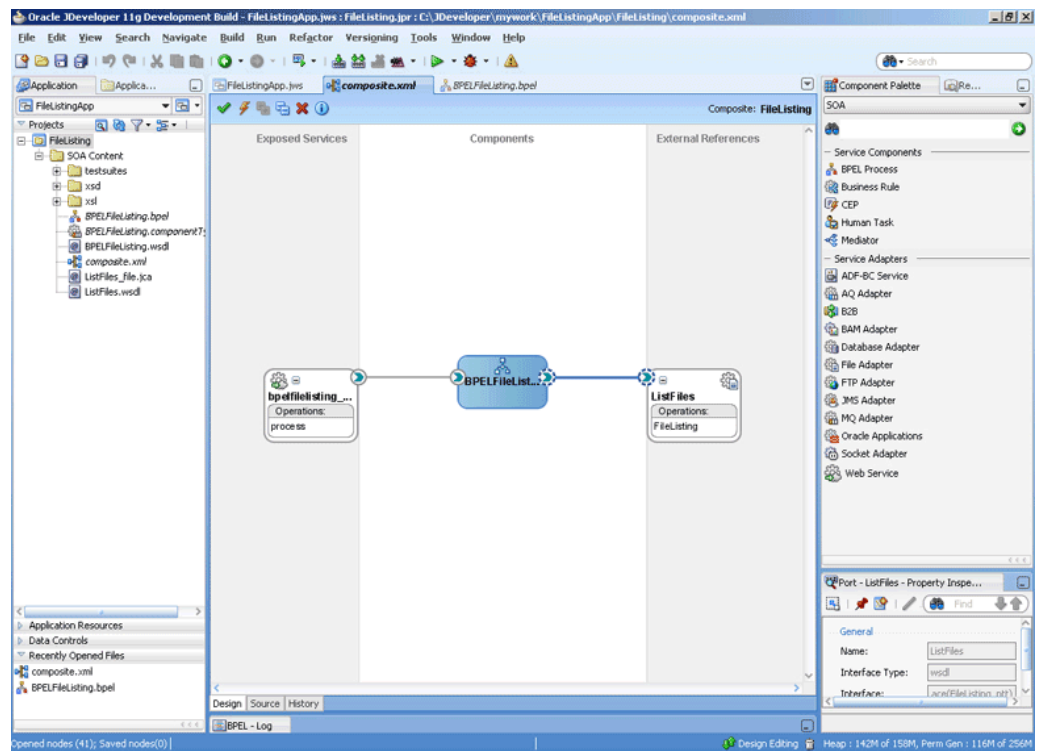 Oracle JDeveloper 11g Development Build - FileListingApp.jws : FileListing.jpr : C:\JDeveloper\mywork\FileListingApp\FileListing\composite.xml
File Edit View Search Navigate Build Run Refactor Versioning Tools Window Help
Search
Application
Applica...
FileListingApp
Projects
FileListing
SOA Content
testsuites
xsd
xsl
BPELFileListing.bpel
BPELFileListing.componentTy
BPELFileListing.wsdl
composite.xml
ListFiles_file.jca
ListFiles.wsdl
Application Resources
Data Controls
Recently Opened Files
composite.xml
BPELFileListing.bpel
FileListingApp.jws
composite.xml
BPELFileListing.bpel
Composite: FileListing
Exposed Services
Components
External References
bpelfilelisting_...
Operations:
process
BPELFileList...
ListFiles
Operations:
FileListing
Design Source History
BPEL - Log
Component Palette
Re...
SOA
Service Components
BPEL Process
Business Rule
CEP
Human Task
Mediator
Service Adapters
ADF-BC Service
AQ Adapter
B2B
BAM Adapter
Database Adapter
File Adapter
FTP Adapter
JMS Adapter
MQ Adapter
Oracle Applications
Socket Adapter
Web Service
Port - ListFiles - Property Inspe...
Find
General
Name: ListFiles
Interface Type: wsdl
Interface: .ace(FileListing_ptt)
Opened nodes (41); Saved nodes(0)
Design Editing
Heap : 142M of 158M, Perm Gen : 116M of 256M